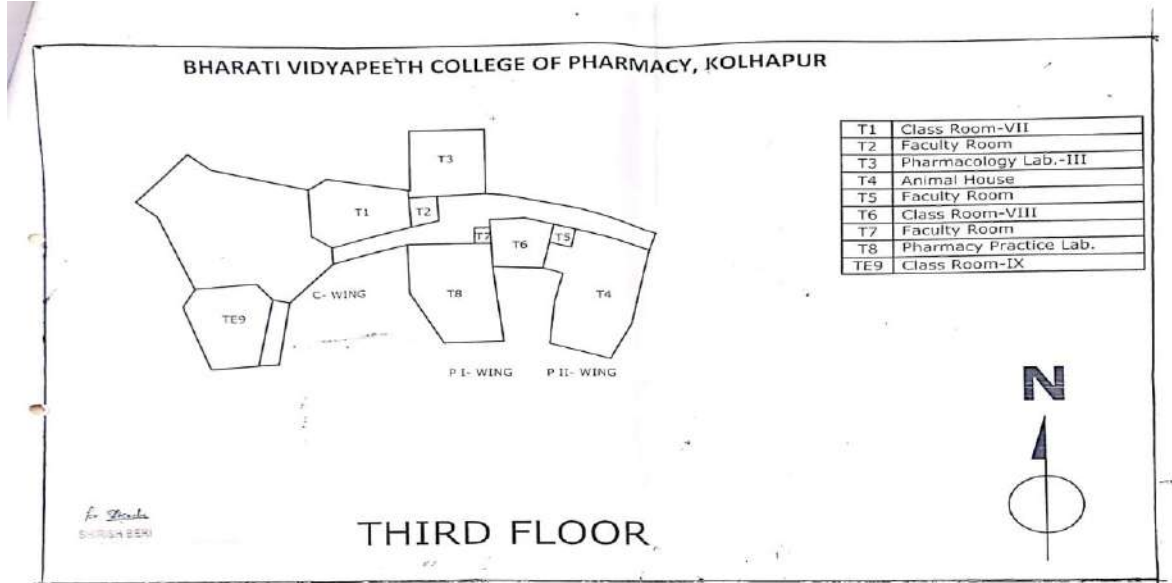 BHARATI VIDYAPEETH COLLEGE OF PHARMACY, KOLHAPUR
T1 Class Room-VII
T2 Faculty Room
T3 Pharmacology Lab.-III
T4 Animal House
T5 Faculty Room
T6 Class Room-VIII
T7 Faculty Room
T8 Pharmacy Practice Lab.
TE9 Class Room-IX
T3
T1
T2
T7
T6
T5
C- WING
T8
T4
TE9
P I- WING
P II- WING
N
SHIRISH BERI
THIRD FLOOR